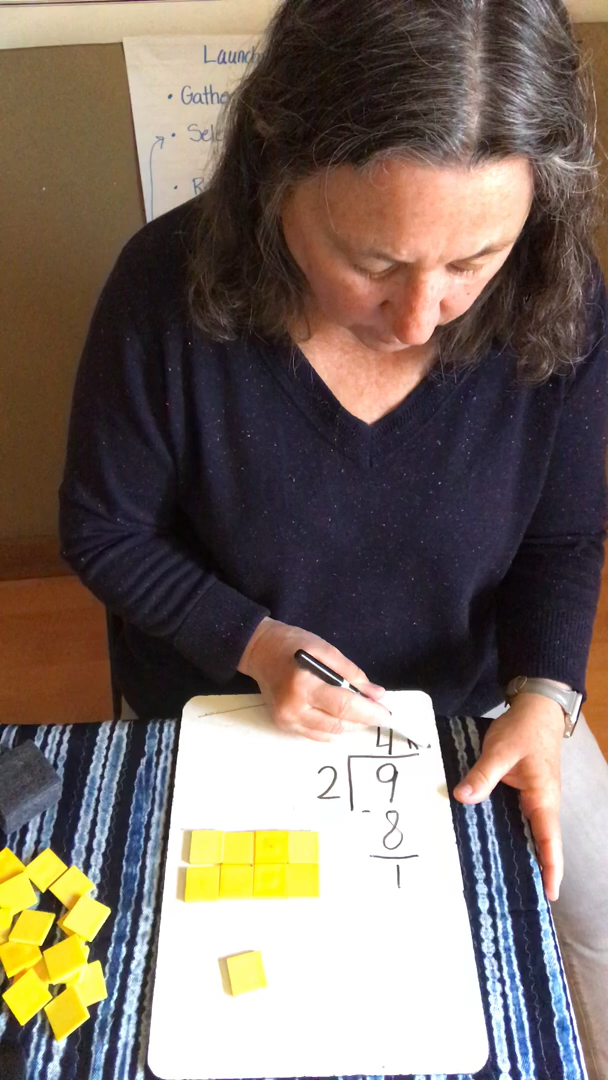 Launch
• Gathe
• Sele
• R
4 R.
2 9
- 8
1